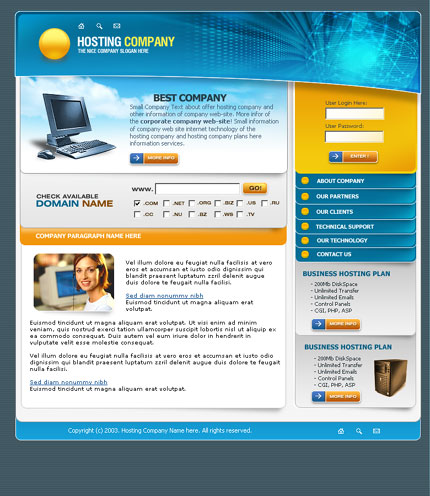 HOSTING COMPANY
THE NICE COMPANY SLOGAN HERE
BEST COMPANY
Small Company Text about offer hosting company and
other information of company web-site. More infor of
the corporate company web-site! Small information
of company web site internet technology of the
hosting company and hosting company plans here
information services.
MORE INFO
User Login Here:
User Password:
ENTER !
CHECK AVAILABLE
DOMAIN NAME
www. GO!
.COM .NET .ORG .BIZ .US .RU
.CC .NU .BZ .WS .TV
ABOUT COMPANY
OUR PARTNERS
OUR CLIENTS
TECHNICAL SUPPORT
OUR TECHNOLOGY
CONTACT US
COMPANY PARAGRAPH NAME HERE
Vel illum dolore eu feugiat nulla facilisis at vero
eros et accumsan et iusto odio dignissim qui
blandit praesent luptatum zzril delenit augue
duis dolore te feugait nulla facilisi.
Sed diam nonummy nibh
Euismod tincidunt ut magna aliquam erat
volutpat.
Euismod tincidunt ut magna aliquam erat volutpat. Ut wisi enim ad minim
veniam, quis nostrud exerci tation ullamcorper suscipit lobortis nisl ut aliquip ex
ea commodo consequat. Duis autem vel eum iriure dolor in hendrerit in
vulputate velit esse molestie consequat.
Vel illum dolore eu feugiat nulla facilisis at vero eros et accumsan et iusto odio
dignissim qui blandit praesent luptatum zzril delenit augue duis dolore te feugait
nulla facilisi.
Sed diam nonummy nibh
Euismod tincidunt ut magna aliquam erat volutpat.
BUSINESS HOSTING PLAN
- 200Mb DiskSpace
- Unlimited Transfer
- Unlimited Emails
- Control Panels
- CGI, PHP, ASP
MORE INFO
BUSINESS HOSTING PLAN
- 200Mb DiskSpace
- Unlimited Transfer
- Unlimited Emails
- Control Panels
- CGI, PHP, ASP
MORE INFO
Copyright (c) 2003. Hosting Company Name here. All rights reserved.